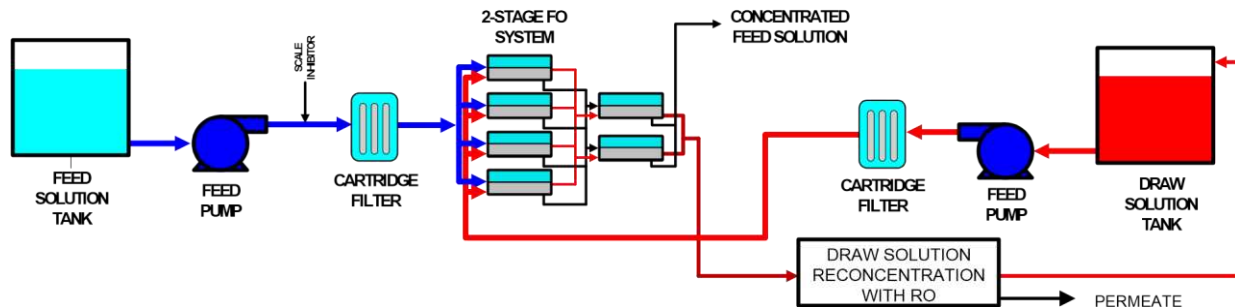 FEED
SOLUTION
TANK
FEED
PUMP
SCALE
INHIBITOR
CARTRIDGE
FILTER
2-STAGE FO
SYSTEM
CONCENTRATED
FEED SOLUTION
CARTRIDGE
FILTER
FEED
PUMP
DRAW
SOLUTION
TANK
DRAW SOLUTION
RECONCENTRATION
WITH RO
PERMEATE